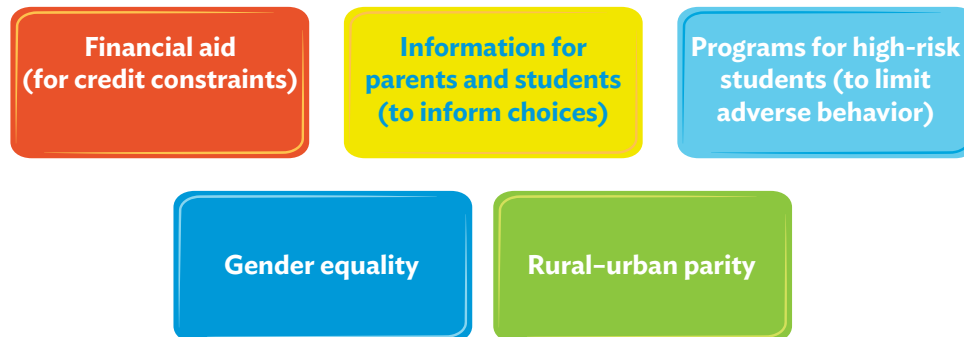 Financial aid
(for credit constraints)
Information for
parents and students
(to inform choices)
Programs for high-risk
students (to limit
adverse behavior)
Gender equality
Rural–urban parity